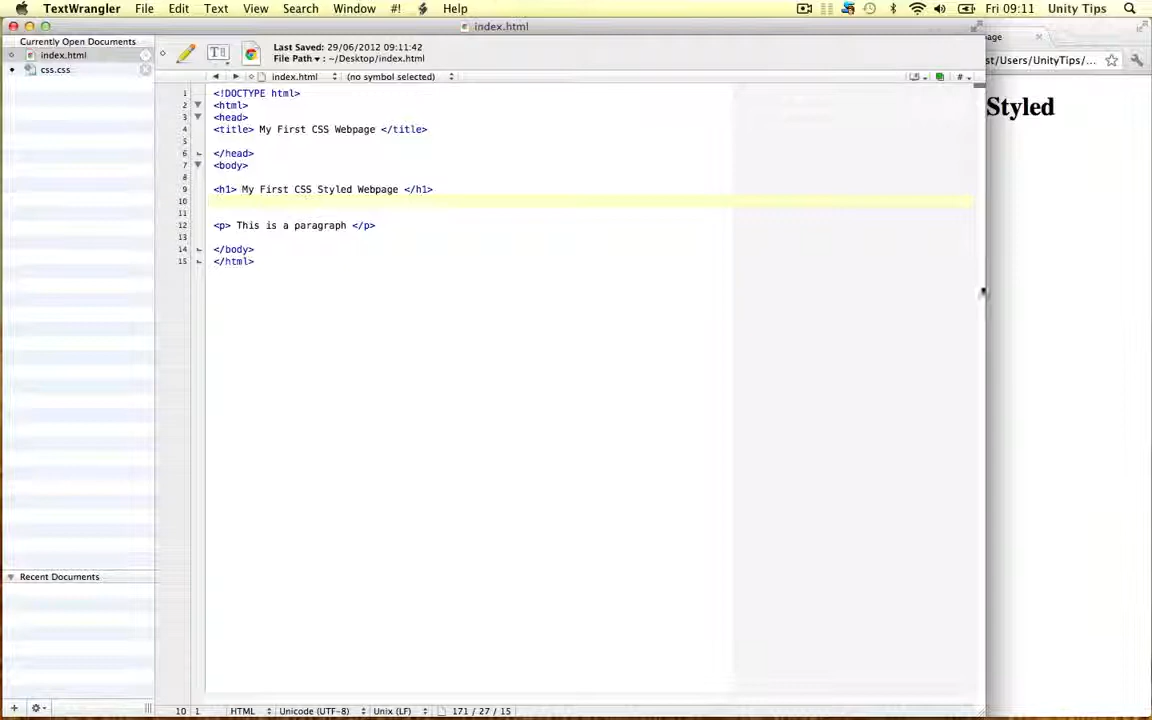 TextWrangler File Edit Text View Search Window #! Help Fri 09:11 Unity Tips
index.html
Currently Open Documents
index.html
css.css
Last Saved: 29/06/2012 09:11:42
File Path ▾ : ~/Desktop/index.html
index.html (no symbol selected) #
1 <!DOCTYPE html>
2 <html>
3 <head>
4 <title> My First CSS Webpage </title>
5
6 </head>
7 <body>
8
9 <h1> My First CSS Styled Webpage </h1>
10
11
12 <p> This is a paragraph </p>
13
14 </body>
15 </html>
Recent Documents
10 1 HTML Unicode (UTF-8) Unix (LF) 171 / 27 / 15
st/Users/UnityTips/...
Styled